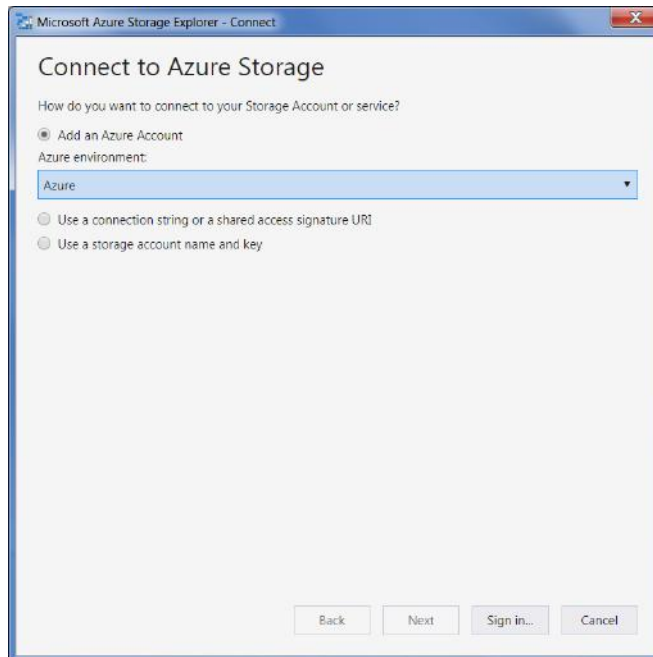 Microsoft Azure Storage Explorer - Connect
Connect to Azure Storage
How do you want to connect to your Storage Account or service?
Add an Azure Account
Azure environment:
Azure
Use a connection string or a shared access signature URI
Use a storage account name and key
Back Next Sign in... Cancel